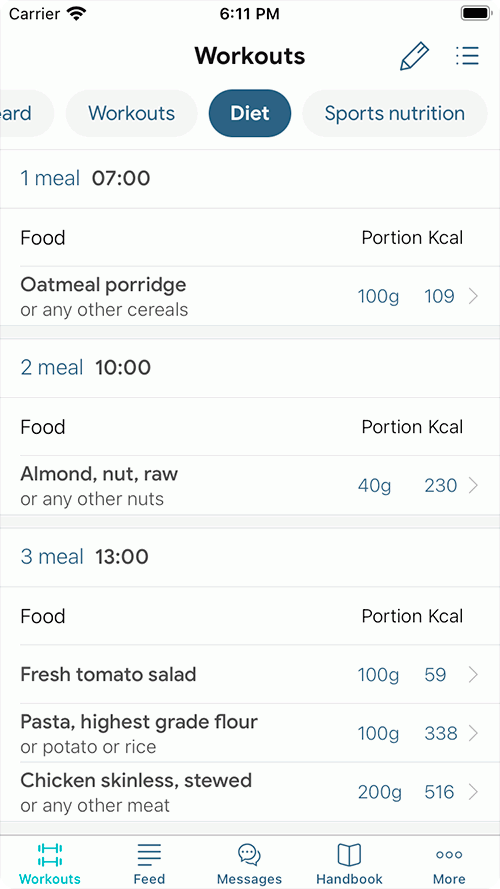 Carrier 6:11 PM
Workouts
ard Workouts Diet Sports nutrition
1 meal 07:00
Food Portion Kcal
Oatmeal porridge 100g 109
or any other cereals
2 meal 10:00
Food Portion Kcal
Almond, nut, raw 40g 230
or any other nuts
3 meal 13:00
Food Portion Kcal
Fresh tomato salad 100g 59
Pasta, highest grade flour 100g 338
or potato or rice
Chicken skinless, stewed 200g 516
or any other meat
Workouts Feed Messages Handbook More